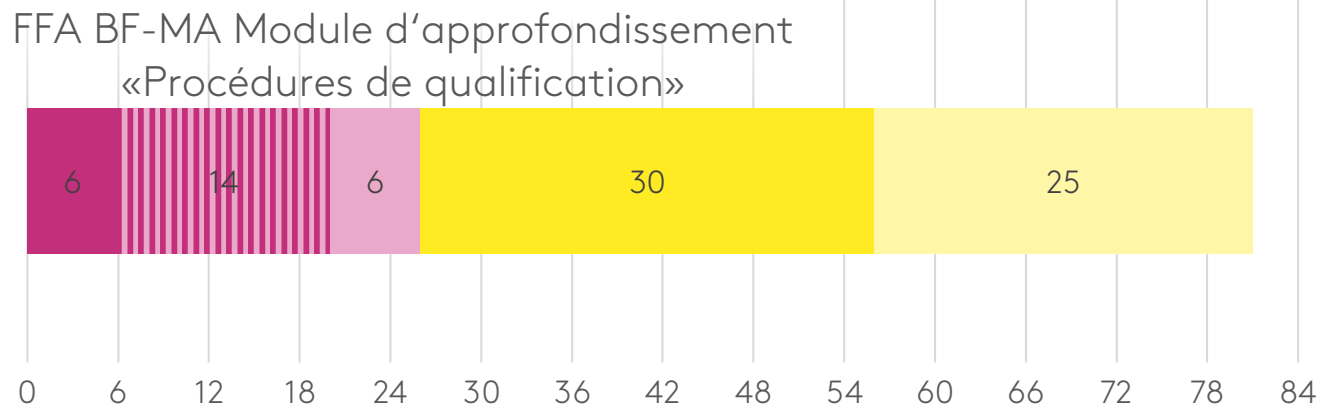 FFA BF-MA Module d‘approfondissement
«Procédures de qualification»
6 14 6 30 25
0 6 12 18 24 30 36 42 48 54 60 66 72 78 84